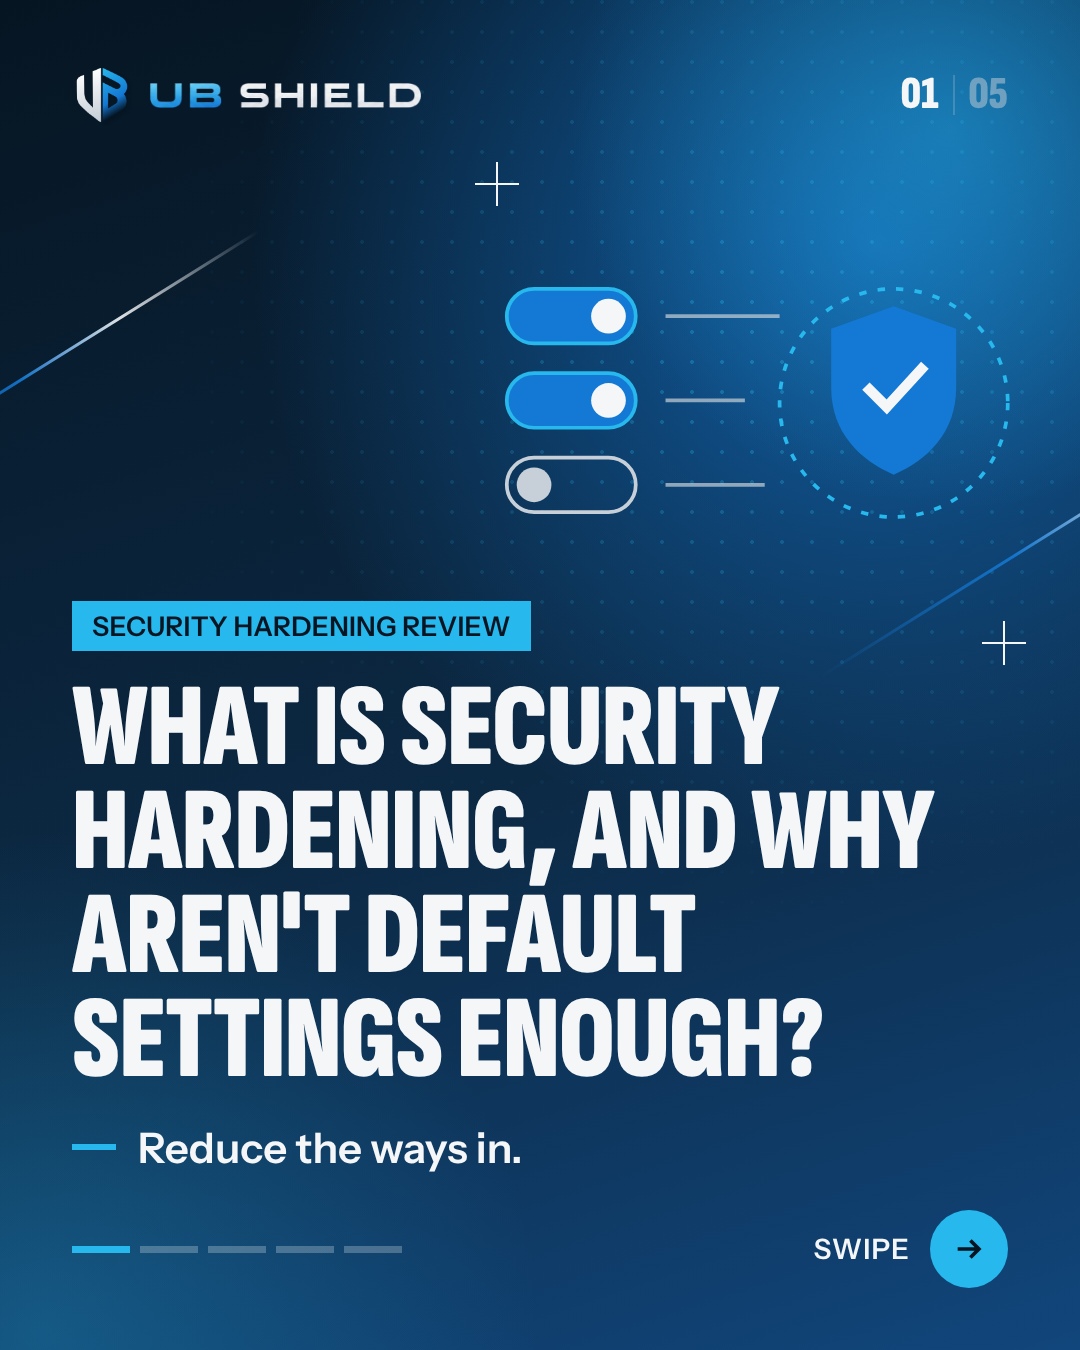 UB SHIELD
01 | 05
SECURITY HARDENING REVIEW
WHAT IS SECURITY
HARDENING, AND WHY
AREN'T DEFAULT
SETTINGS ENOUGH?
Reduce the ways in.
SWIPE